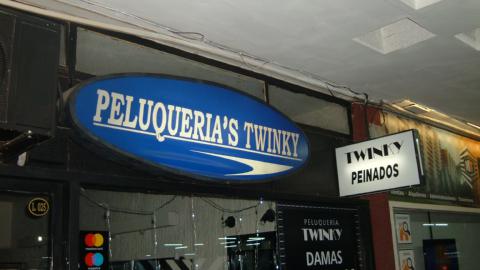 PELUQUERIA'S TWINKY
TWINKY
PEINADOS
PELUQUERIA
TWINKY
DAMAS